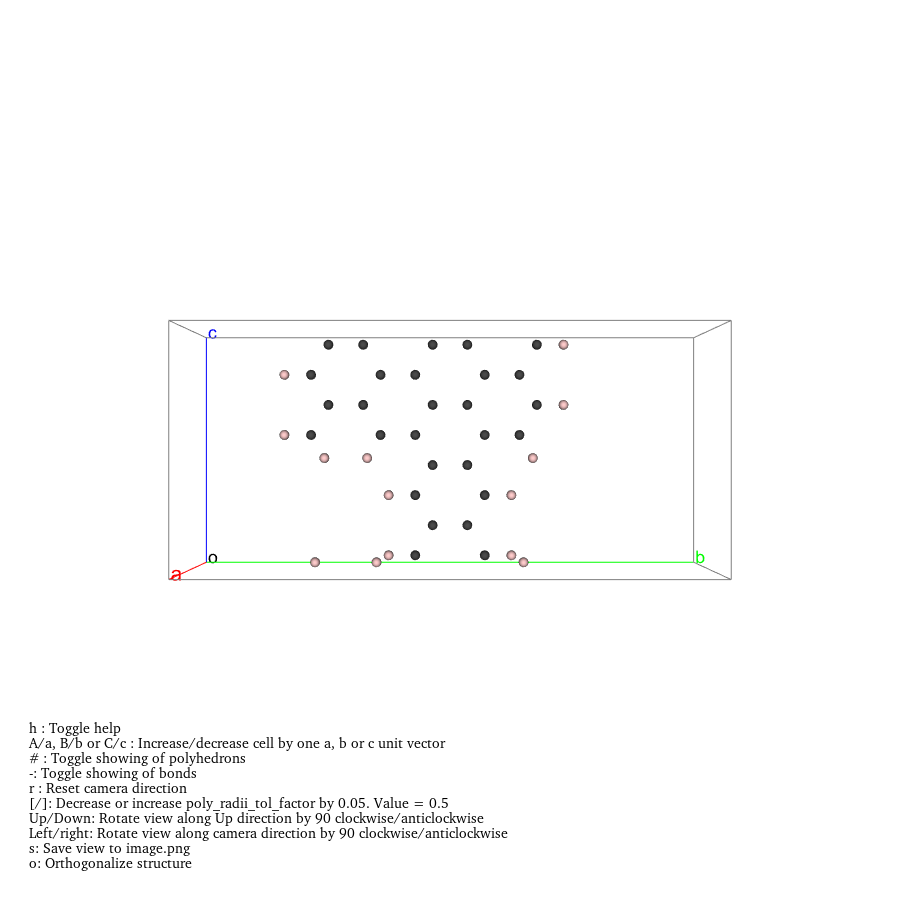 c
o
b
a
h : Toggle help
A/a, B/b or C/c : Increase/decrease cell by one a, b or c unit vector
# : Toggle showing of polyhedrons
-: Toggle showing of bonds
r : Reset camera direction
[/]: Decrease or increase poly_radii_tol_factor by 0.05. Value = 0.5
Up/Down: Rotate view along Up direction by 90 clockwise/anticlockwise
Left/right: Rotate view along camera direction by 90 clockwise/anticlockwise
s: Save view to image.png
o: Orthogonalize structure